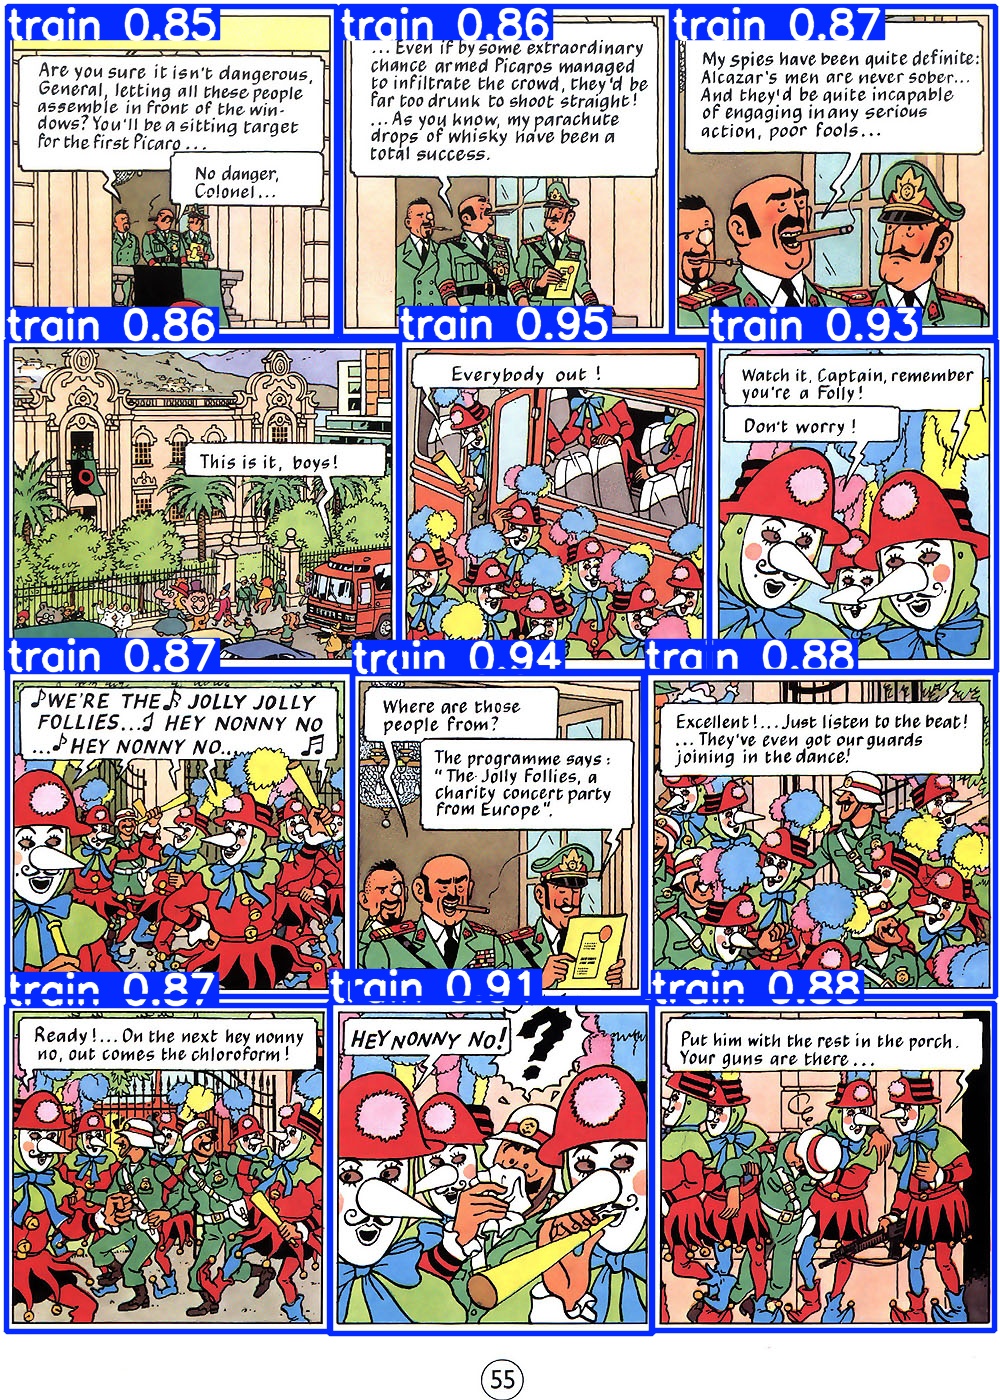 train 0.85
Are you sure it isn't dangerous,
General, letting all these people
assemble in front of the win-
dows? You'll be a sitting target
for the first Picaro...
No danger,
Colonel...
train 0.86
... Even if by some extraordinary
chance armed Picaros managed
to infiltrate the crowd, they'd be
far too drunk to shoot straight!
... As you know, my parachute
drops of whisky have been a
total success.
train 0.87
My spies have been quite definite:
Alcazar's men are never sober...
And they'd be quite incapable
of engaging in any serious
action, poor fools...
train 0.86
This is it, boys!
train 0.95
Everybody out!
train 0.93
Watch it, Captain, remember
you're a Folly!
Don't worry!
train 0.87
WE'RE THE JOLLY JOLLY
FOLLIES... HEY NONNY NO
... HEY NONNY NO...
train 0.94
Where are those
people from?
The programme says:
"The Jolly Follies, a
charity concert party
from Europe".
train 0.88
Excellent!... Just listen to the beat!
... They've even got our guards
joining in the dance!
train 0.87
Ready!... On the next hey nonny
no, out comes the chloroform!
train 0.91
HEY NONNY NO!
?
train 0.88
Put him with the rest in the porch.
Your guns are there...
55